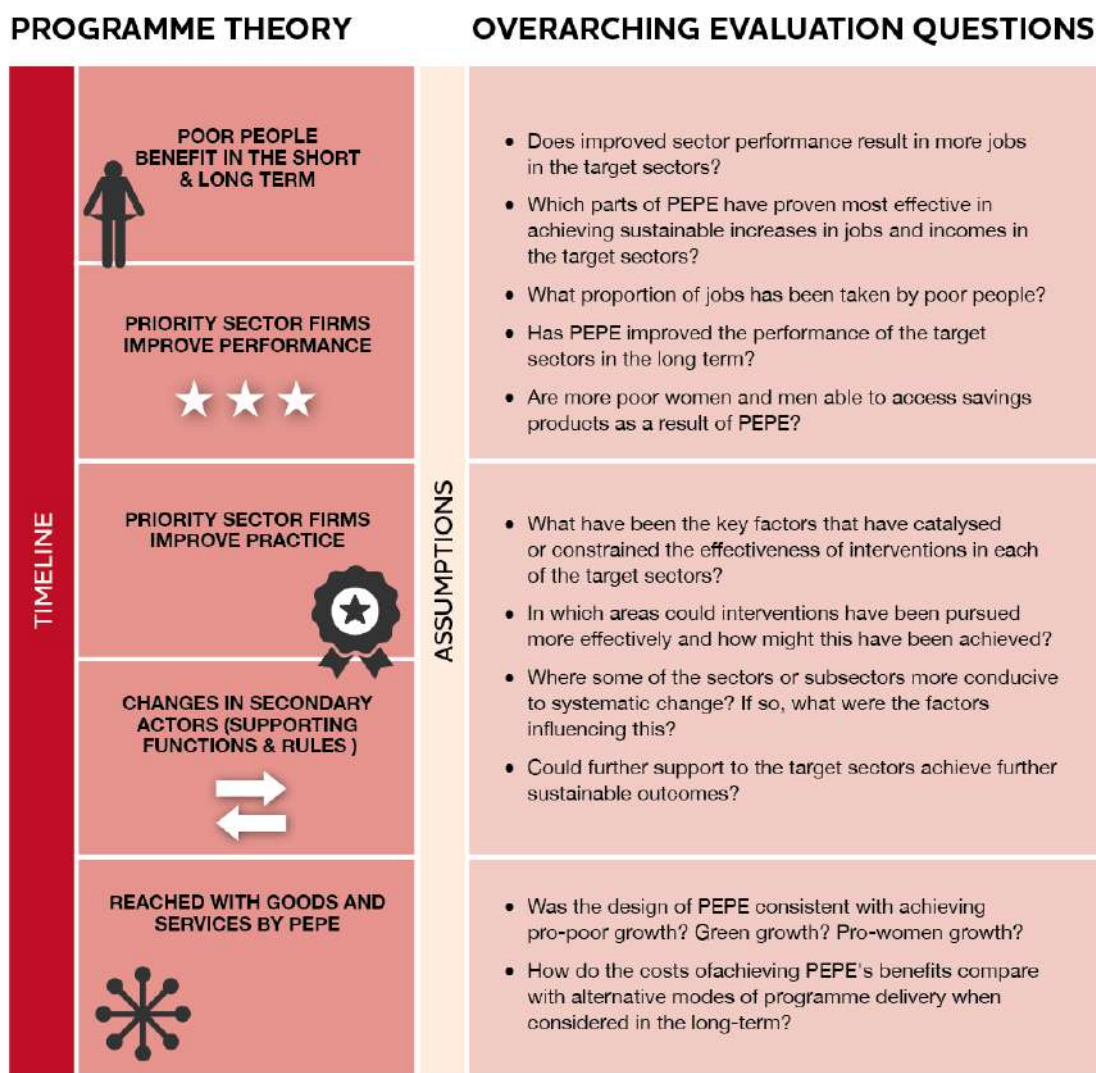 PROGRAMME THEORY
OVERARCHING EVALUATION QUESTIONS
TIMELINE
POOR PEOPLE
BENEFIT IN THE SHORT
& LONG TERM
PRIORITY SECTOR FIRMS
IMPROVE PERFORMANCE
PRIORITY SECTOR FIRMS
IMPROVE PRACTICE
CHANGES IN SECONDARY
ACTORS (SUPPORTING
FUNCTIONS & RULES )
REACHED WITH GOODS AND
SERVICES BY PEPE
ASSUMPTIONS
• Does improved sector performance result in more jobs
in the target sectors?
• Which parts of PEPE have proven most effective in
achieving sustainable increases in jobs and incomes in
the target sectors?
• What proportion of jobs has been taken by poor people?
• Has PEPE improved the performance of the target
sectors in the long term?
• Are more poor women and men able to access savings
products as a result of PEPE?
• What have been the key factors that have catalysed
or constrained the effectiveness of interventions in each
of the target sectors?
• In which areas could interventions have been pursued
more effectively and how might this have been achieved?
• Where some of the sectors or subsectors more conducive
to systematic change? If so, what were the factors
influencing this?
• Could further support to the target sectors achieve further
sustainable outcomes?
• Was the design of PEPE consistent with achieving
pro-poor growth? Green growth? Pro-women growth?
• How do the costs ofachieving PEPE's benefits compare
with alternative modes of programme delivery when
considered in the long-term?